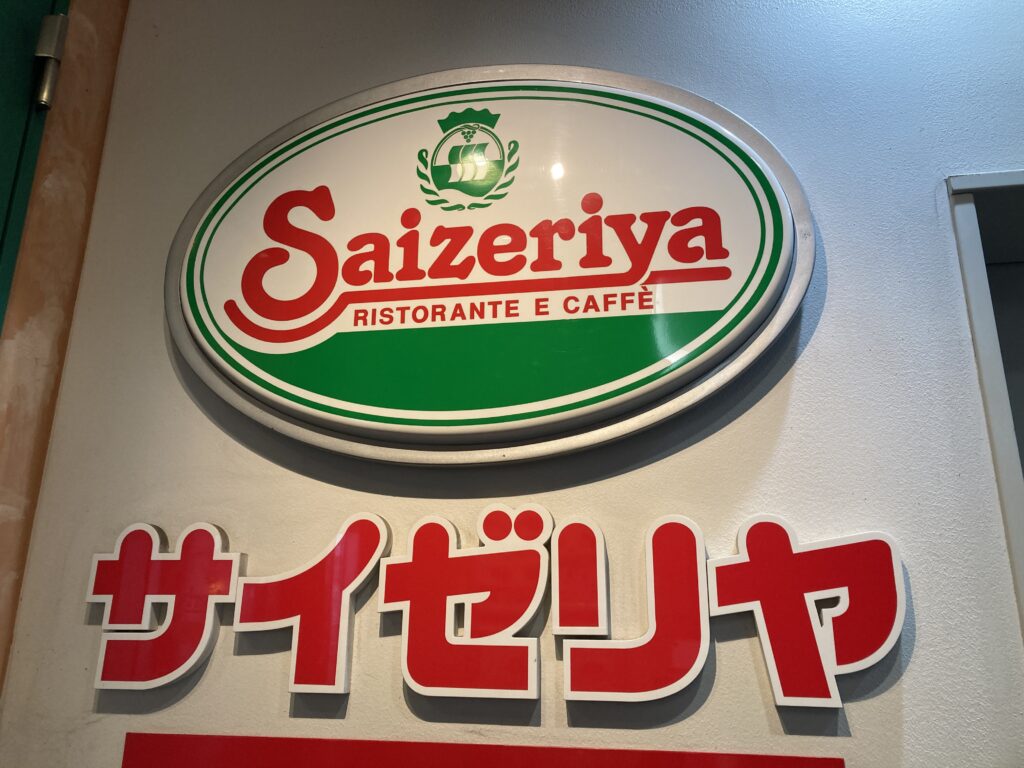 Saizeriya
RISTORANTE E CAFFÈ
サイゼリヤ